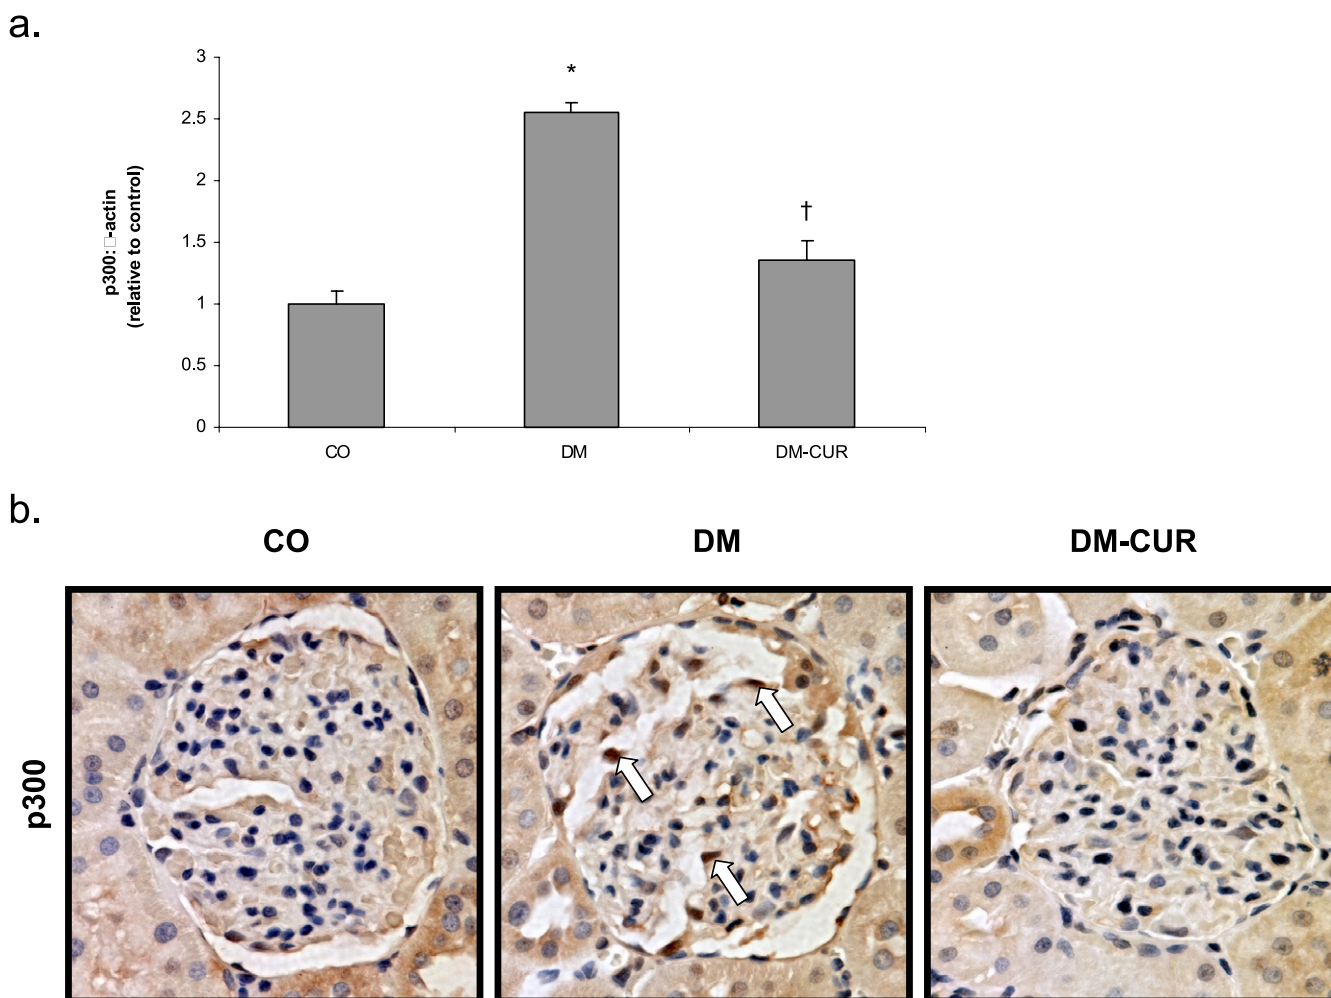 a.
3
*
2.5
2
†
1.5
1
0.5
0
p300:□-actin
(relative to control)
CO DM DM-CUR
b.
CO DM DM-CUR
p300